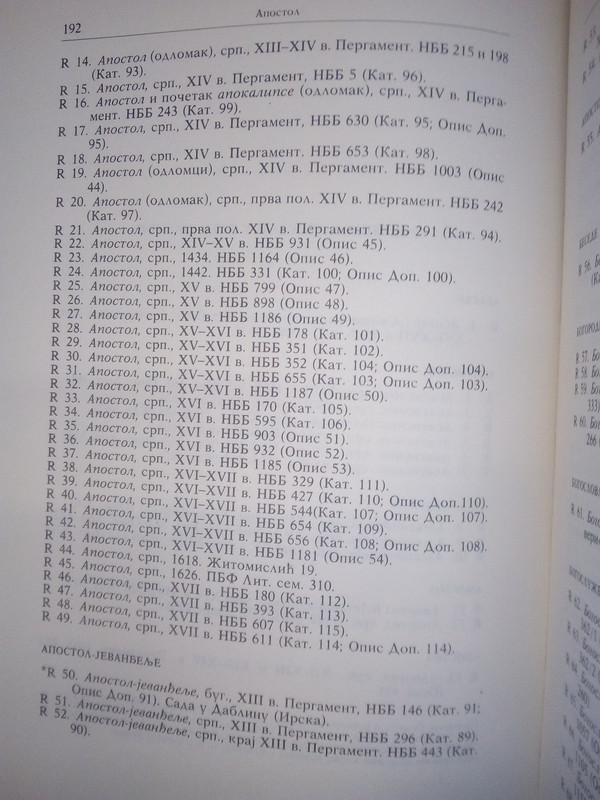 192
АПОСТОЛ
R 14. Апостол (одломак), срп., XIII–XIV в. Пергамент. НББ 215 и 198
(Кат. 93).
R 15. Апостол, срп., XIV в. Пергамент, НББ 5 (Кат. 96).
R 16. Апостол и почетак апокалипсе (одломак), срп., XIV в. Перга-
мент. НББ 243 (Кат. 99).
R 17. Апостол, срп., XIV в. Пергамент, НББ 630 (Кат. 95; Опис Доп.
95).
R 18. Апостол, срп., XIV в. Пергамент. НББ 653 (Кат. 98).
R 19. Апостол (одломци), срп., XIV в. Пергамент. НББ 1003 (Опис
44).
R 20. Апостол (одломак), срп., прва пол. XIV в. Пергамент. НББ 242
(Кат. 97).
R 21. Апостол, срп., прва пол. XIV в. Пергамент. НББ 291 (Кат. 94).
R 22. Апостол, срп., XIV–XV в. НББ 931 (Опис 45).
R 23. Апостол, срп., 1434. НББ 1164 (Опис 46).
R 24. Апостол, срп., 1442. НББ 331 (Кат. 100; Опис Доп. 100).
R 25. Апостол, срп., XV в. НББ 799 (Опис 47).
R 26. Апостол, срп., XV в. НББ 898 (Опис 48).
R 27. Апостол, срп., XV в. НББ 1186 (Опис 49).
R 28. Апостол, срп., XV–XVI в. НББ 178 (Кат. 101).
R 29. Апостол, срп., XV–XVI в. НББ 351 (Кат. 102).
R 30. Апостол, срп., XV–XVI в. НББ 352 (Кат. 104; Опис Доп. 104).
R 31. Апостол, срп., XV–XVI в. НББ 655 (Кат. 103; Опис Доп. 103).
R 32. Апостол, срп., XV–XVI в. НББ 1187 (Опис 50).
R 33. Апостол, срп., XVI в. НББ 170 (Кат. 105).
R 34. Апостол, срп., XVI в. НББ 595 (Кат. 106).
R 35. Апостол, срп., XVI в. НББ 903 (Опис 51).
R 36. Апостол, срп., XVI в. НББ 932 (Опис 52).
R 37. Апостол, срп., XVI в. НББ 1185 (Опис 53).
R 38. Апостол, срп., XVI–XVII в. НББ 329 (Кат. 111).
R 39. Апостол, срп., XVI–XVII в. НББ 427 (Кат. 110; Опис Доп.110).
R 40. Апостол, срп., XVI–XVII в. НББ 544(Кат. 107; Опис Доп. 107).
R 41. Апостол, срп., XVI–XVII в. НББ 654 (Кат. 109).
R 42. Апостол, срп., XVI–XVII в. НББ 656 (Кат. 108; Опис Доп. 108).
R 43. Апостол, срп., XVI–XVII в. НББ 1181 (Опис 54).
R 44. Апостол, срп., 1618. Житомислић 19.
R 45. Апостол, срп., 1626. ПБФ Лит. сем. 310.
R 46. Апостол, срп., XVII в. НББ 180 (Кат. 112).
R 47. Апостол, срп., XVII в. НББ 393 (Кат. 113).
R 48. Апостол, срп., XVII в. НББ 607 (Кат. 115).
R 49. Апостол, срп., XVII в. НББ 611 (Кат. 114; Опис Доп. 114).
АПОСТОЛ-ЈЕВАНЂЕЉЕ
*R 50. Апостол-јеванђеље, буг., XIII в. Пергамент, НББ 146 (Кат. 91;
Опис Доп. 91). Сада у Даблину (Ирска).
R 51. Апостол-јеванђеље, срп., XIII в. Пергамент, НББ 296 (Кат. 89).
R 52. Апостол-јеванђеље, срп., крај XIII в. Пергамент. НББ 443 (Кат.
90).
БЕСЕДЕ
R 56.
R 57.
R 58.
R 59.
333)
R 60.
266
R 61.
R 62.